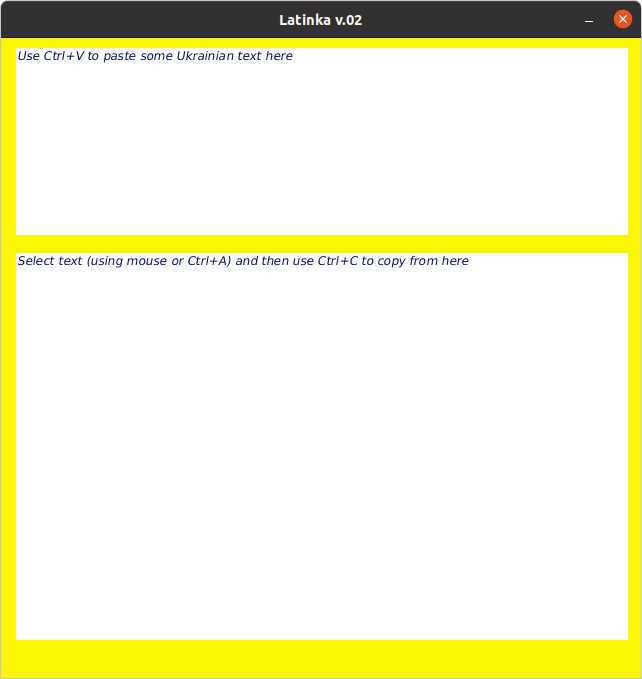 Latinka v.02
Use Ctrl+V to paste some Ukrainian text here
Select text (using mouse or Ctrl+A) and then use Ctrl+C to copy from here